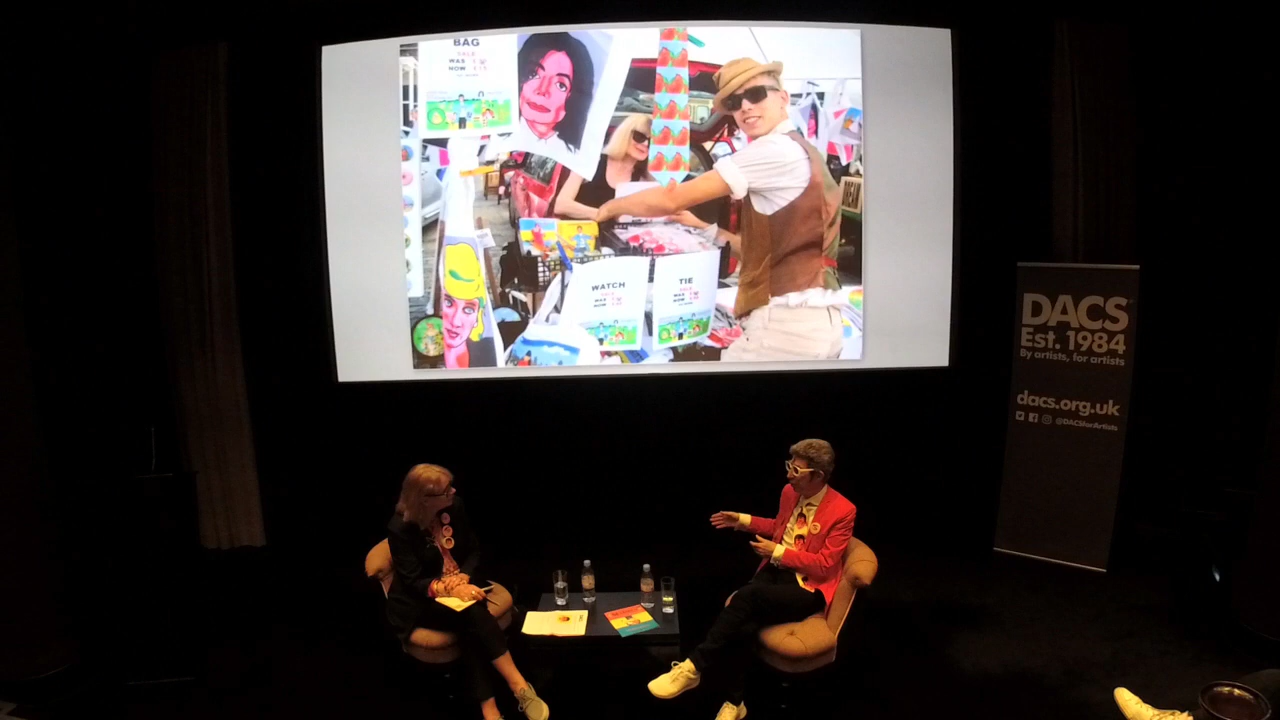 BAG
SALE
WAS
NOW
WATCH
SALE
WAS
NOW
TIE
SALE
WAS
NOW
DACS
Est. 1984
By artists, for artists
dacs.org.uk
@DACSforArtists